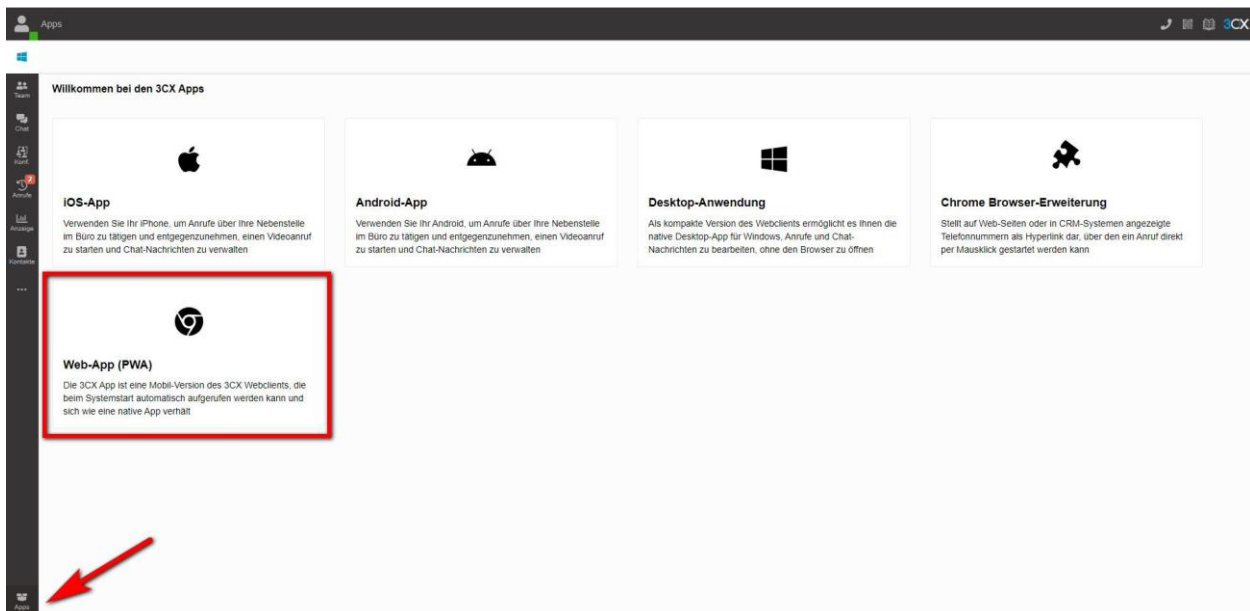 Apps
3CX
Willkommen bei den 3CX Apps
Team
Chat
Konf.
2
Anrufe
Anzeige
Kontakte
iOS-App
Verwenden Sie Ihr iPhone, um Anrufe über Ihre Nebenstelle
im Büro zu tätigen und entgegenzunehmen, einen Videoanruf
zu starten und Chat-Nachrichten zu verwalten
Android-App
Verwenden Sie Ihr Android, um Anrufe über Ihre Nebenstelle
im Büro zu tätigen und entgegenzunehmen, einen Videoanruf
zu starten und Chat-Nachrichten zu verwalten
Desktop-Anwendung
Als kompakte Version des Webclients ermöglicht es Ihnen die
native Desktop-App für Windows, Anrufe und Chat-
Nachrichten zu bearbeiten, ohne den Browser zu öffnen
Chrome Browser-Erweiterung
Stellt auf Web-Seiten oder in CRM-Systemen angezeigte
Telefonnummern als Hyperlink dar, über den ein Anruf direkt
per Mausklick gestartet werden kann
Web-App (PWA)
Die 3CX App ist eine Mobil-Version des 3CX Webclients, die
beim Systemstart automatisch aufgerufen werden kann und
sich wie eine native App verhält
Apps